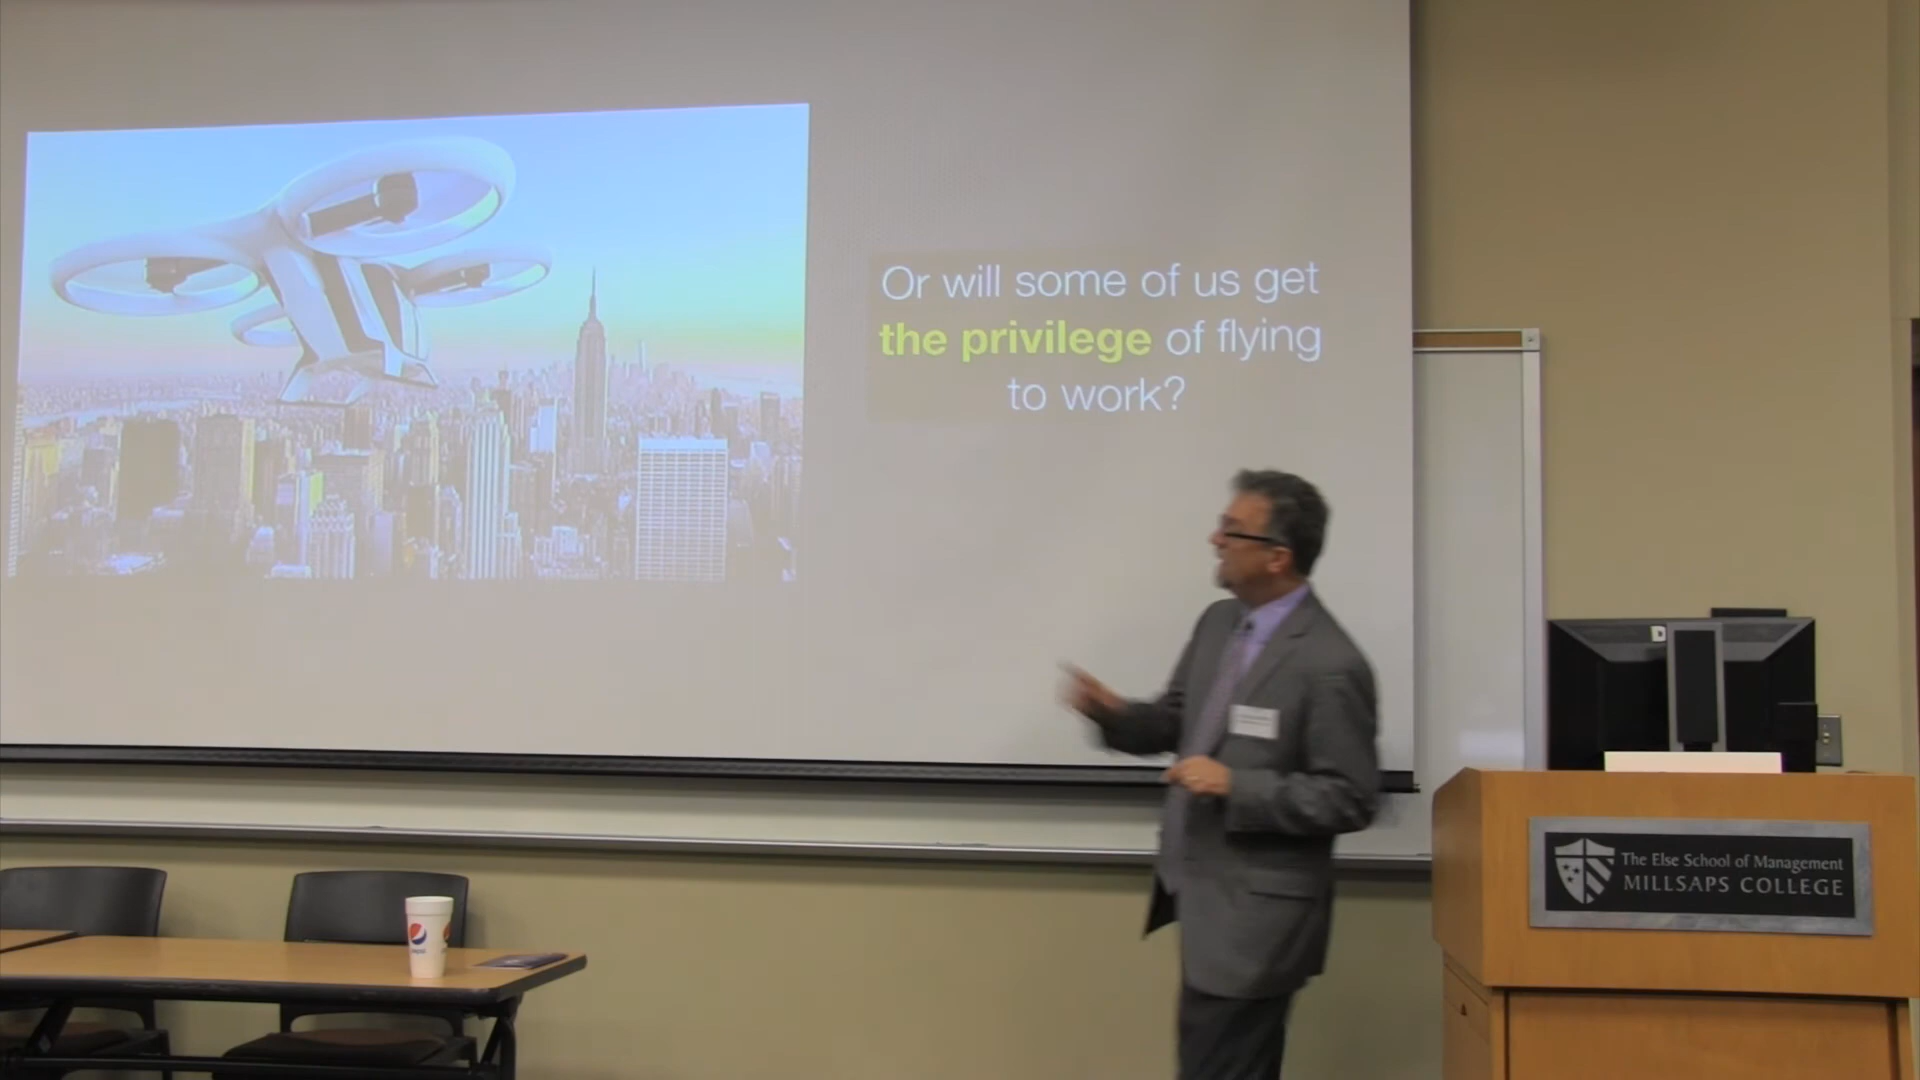 Or will some of us get
the privilege of flying
to work?
The Else School of Management
MILLSAPS COLLEGE